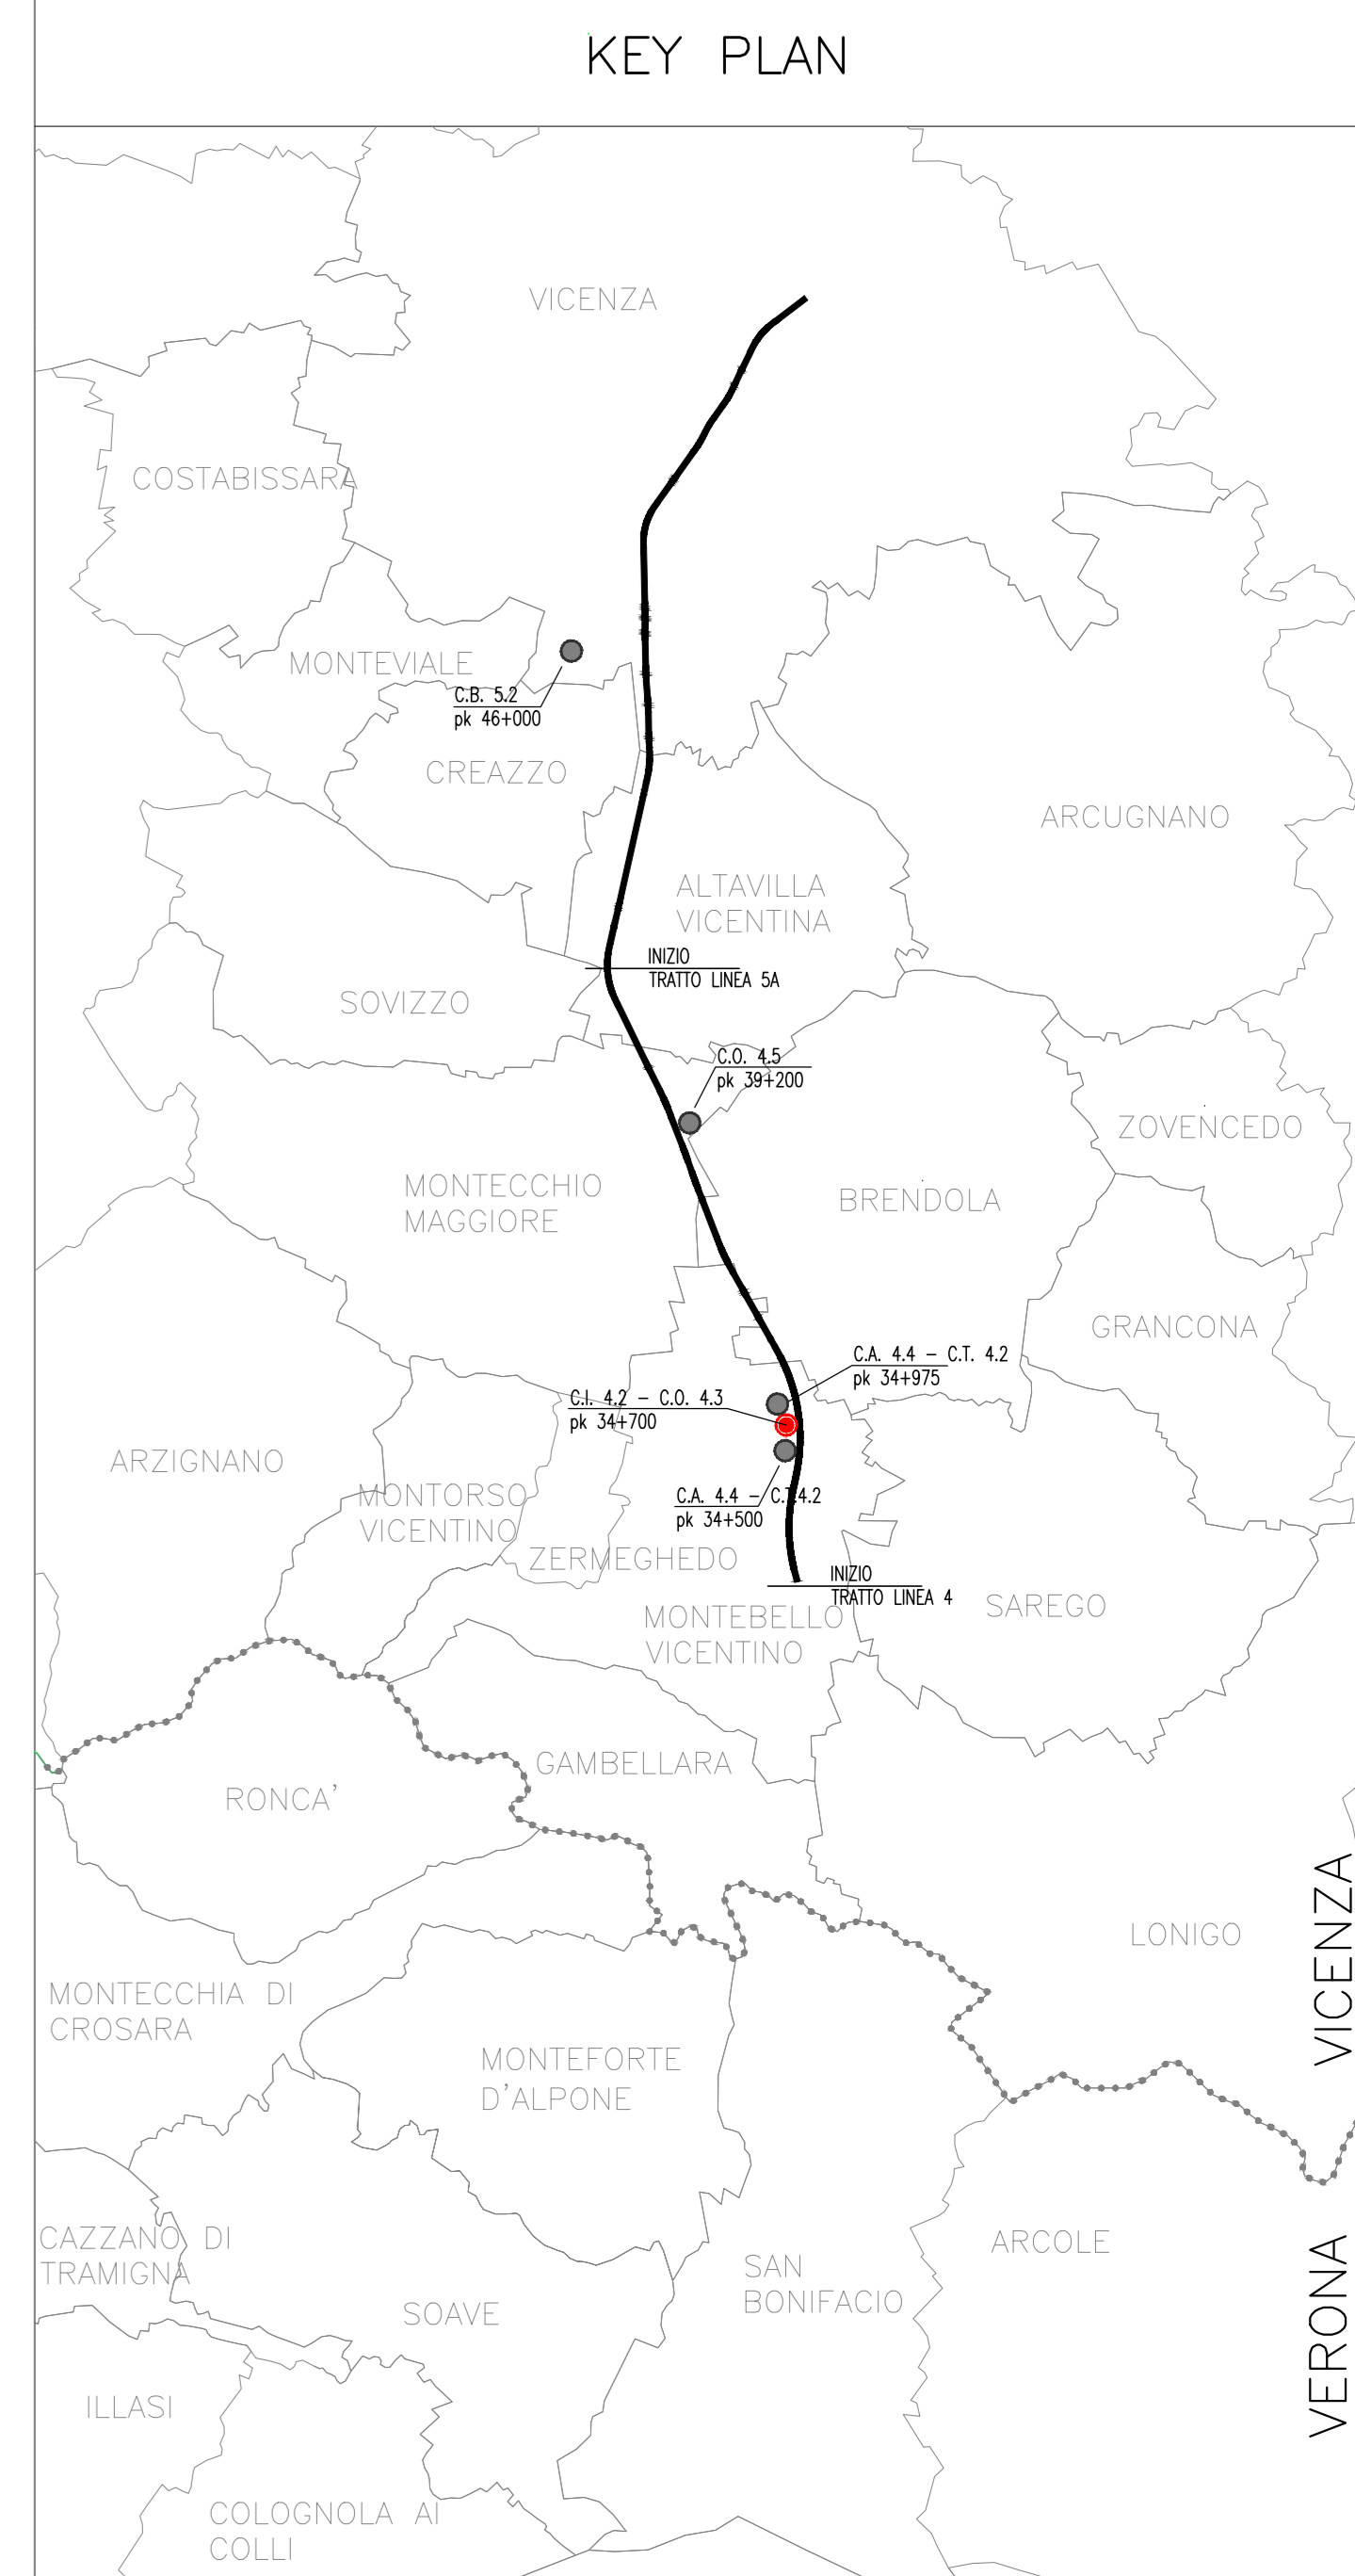 KEY PLAN
VICENZA
COSTABISSARA
MONTEVIALE
C.B. 5.2
pk 46+000
CREAZZO
ARCUGNANO
ALTAVILLA
VICENTINA
INIZIO
TRATTO LINEA 5A
SOVIZZO
C.O. 4.5
pk 39+200
ZOVENCEDO
MONTECCHIO
MAGGIORE
BRENDOLA
GRANCONA
C.A. 4.4 - C.T. 4.2
pk 34+975
C.I. 4.2 - C.O. 4.3
pk 34+700
ARZIGNANO
MONTORSO
VICENTINO
C.A. 4.4 - C.T.4.2
pk 34+500
ZERMEGHEDO
INIZIO
TRATTO LINEA 4
SAREGO
MONTEBELLO
VICENTINO
GAMBELLARA
RONCA'
LONIGO
VICENZA
MONTECCHIA DI
CROSARA
MONTEFORTE
D'ALPONE
CAZZANO DI
TRAMIGNA
ARCOLE
SAN
BONIFACIO
SOAVE
VERONA
ILLASI
COLOGNOLA AI
COLLI